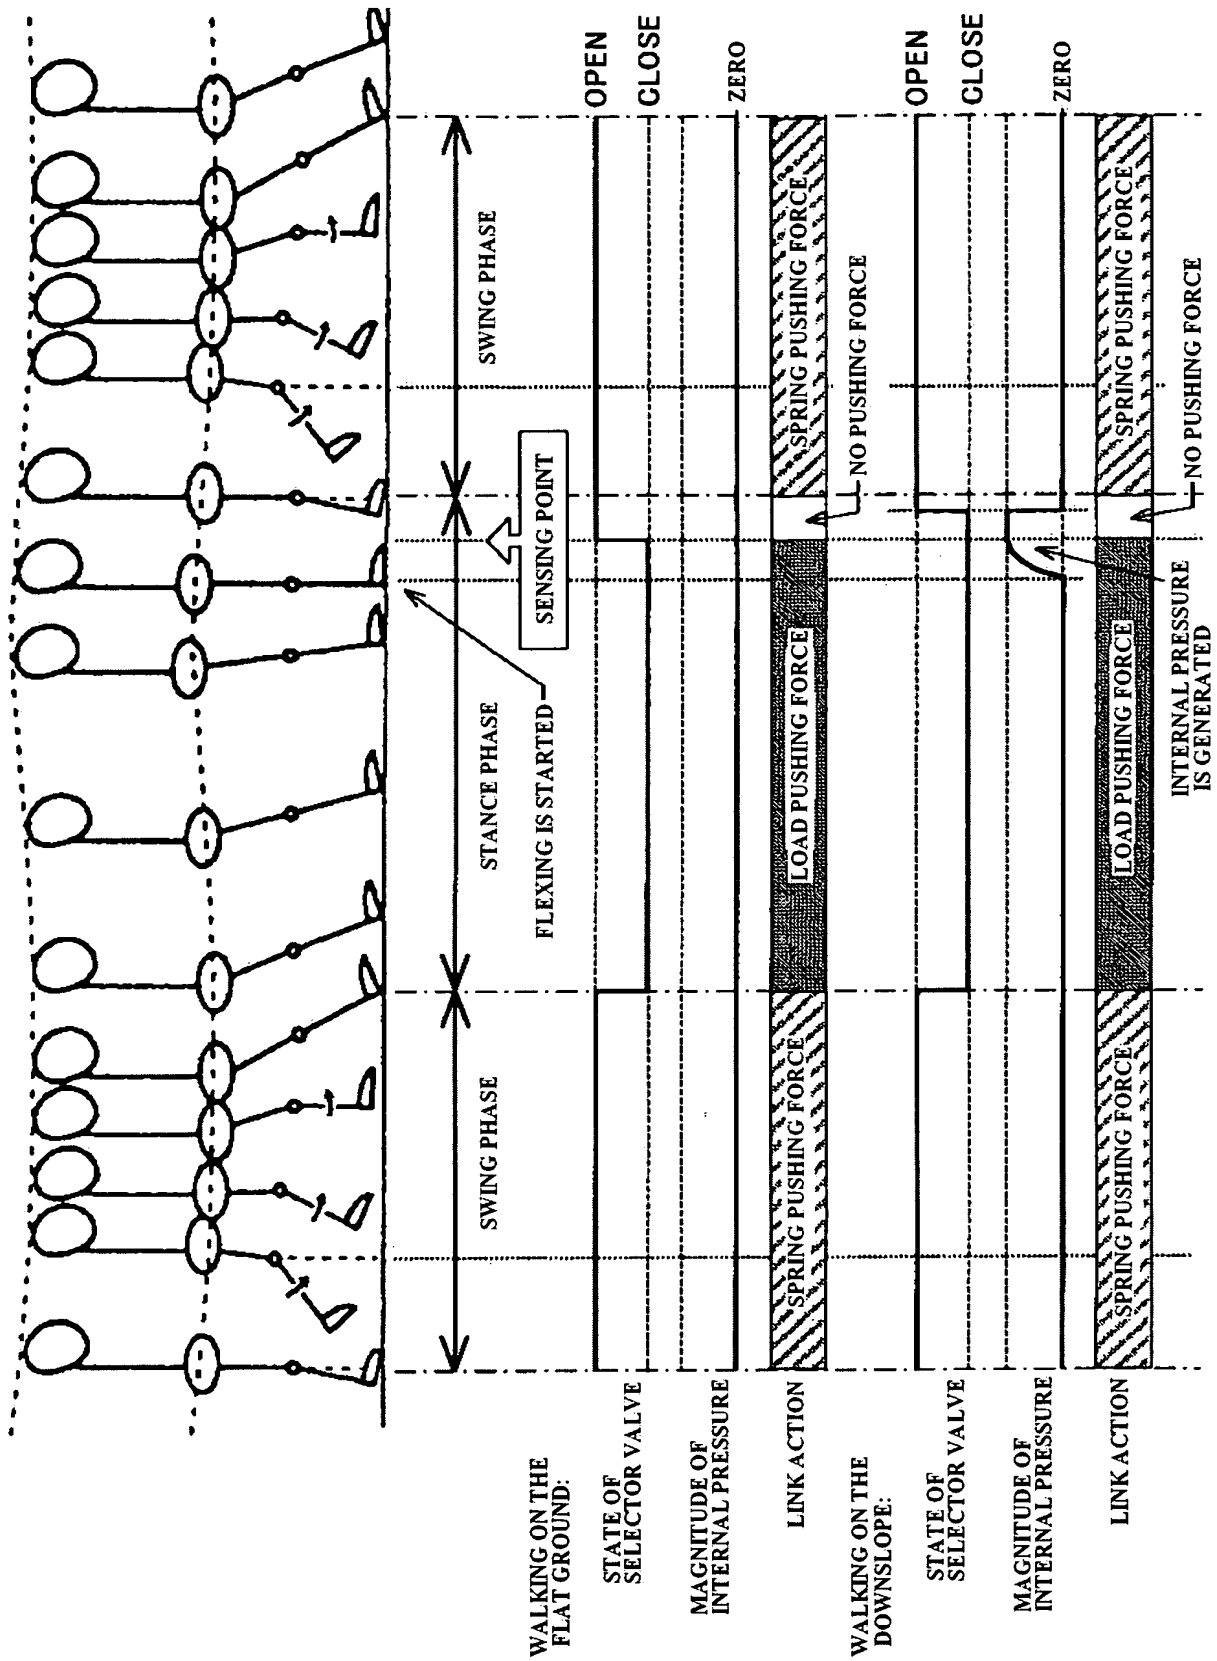 SWING PHASE
STANCE PHASE
SWING PHASE
FLEXING IS STARTED
SENSING POINT
WALKING ON THE
FLAT GROUND:
STATE OF
SELECTOR VALVE
OPEN
CLOSE
MAGNITUDE OF
INTERNAL PRESSURE
ZERO
LINK ACTION
SPRING PUSHING FORCE
LOAD PUSHING FORCE
SPRING PUSHING FORCE
NO PUSHING FORCE
WALKING ON THE
DOWNSLOPE:
STATE OF
SELECTOR VALVE
OPEN
CLOSE
MAGNITUDE OF
INTERNAL PRESSURE
ZERO
LINK ACTION
SPRING PUSHING FORCE
LOAD PUSHING FORCE
SPRING PUSHING FORCE
INTERNAL PRESSURE
IS GENERATED
NO PUSHING FORCE